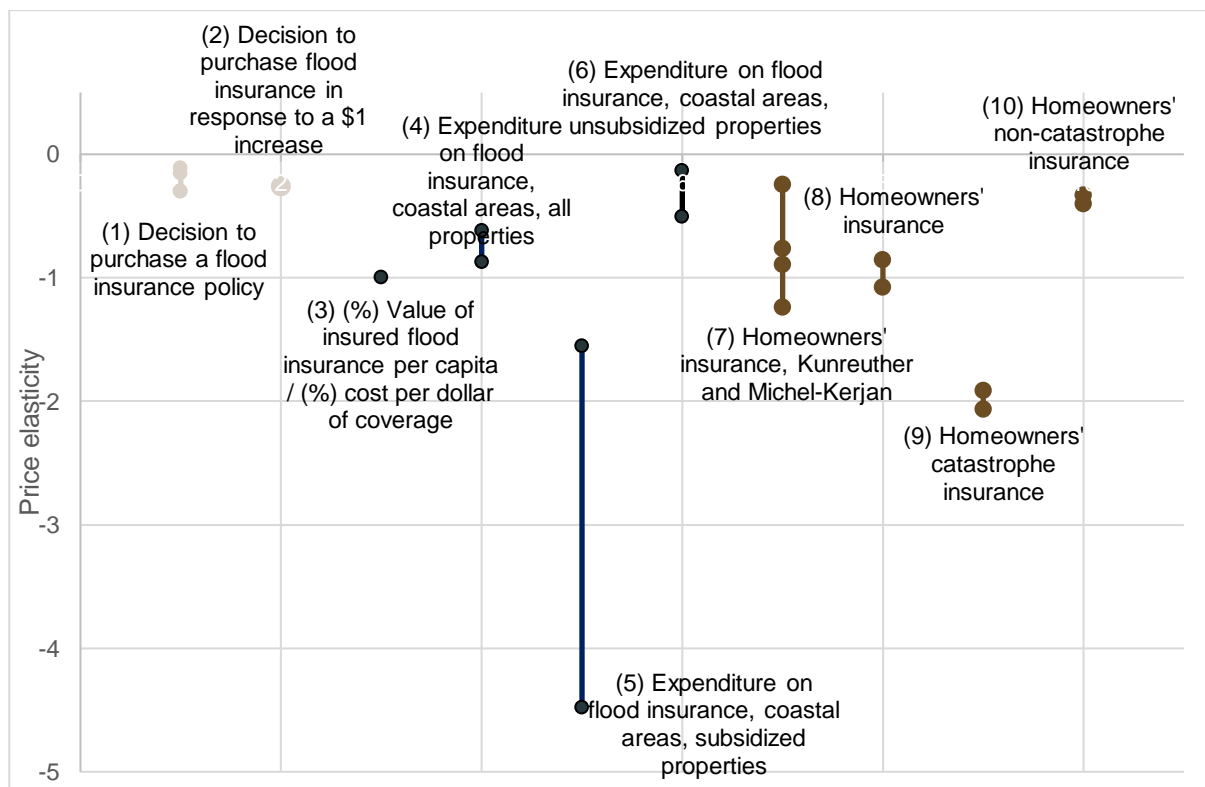 (2) Decision to
purchase flood
insurance in
response to a $1
increase
(4) Expenditure
on flood
insurance,
coastal areas, all
properties
(6) Expenditure on flood
insurance, coastal areas,
unsubsidized properties
(10) Homeowners'
non-catastrophe
insurance
(8) Homeowners'
insurance
(1) Decision to
purchase a flood
insurance policy
(3) (%) Value of
insured flood
insurance per capita
/ (%) cost per dollar
of coverage
(7) Homeowners'
insurance, Kunreuther
and Michel-Kerjan
(9) Homeowners'
catastrophe
insurance
(5) Expenditure on
flood insurance, coastal
areas, subsidized
properties
Price elasticity
0
-1
-2
-3
-4
-5
2